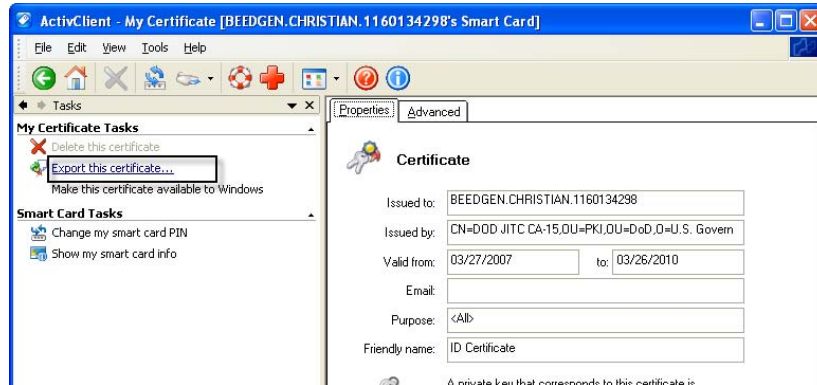 ActivClient - My Certificate [BEEDGEN.CHRISTIAN.1160134298's Smart Card]
File Edit View Tools Help
Tasks
My Certificate Tasks
Delete this certificate
Export this certificate...
Make this certificate available to Windows
Smart Card Tasks
Change my smart card PIN
Show my smart card info
Properties Advanced
Certificate
Issued to: BEEDGEN.CHRISTIAN.1160134298
Issued by: CN=DOD JITC CA-15,OU=PKI,OU=DoD,O=U.S. Govern
Valid from: 03/27/2007 to: 03/26/2010
Email:
Purpose: <All>
Friendly name: ID Certificate
A private key that corresponds to this certificate is